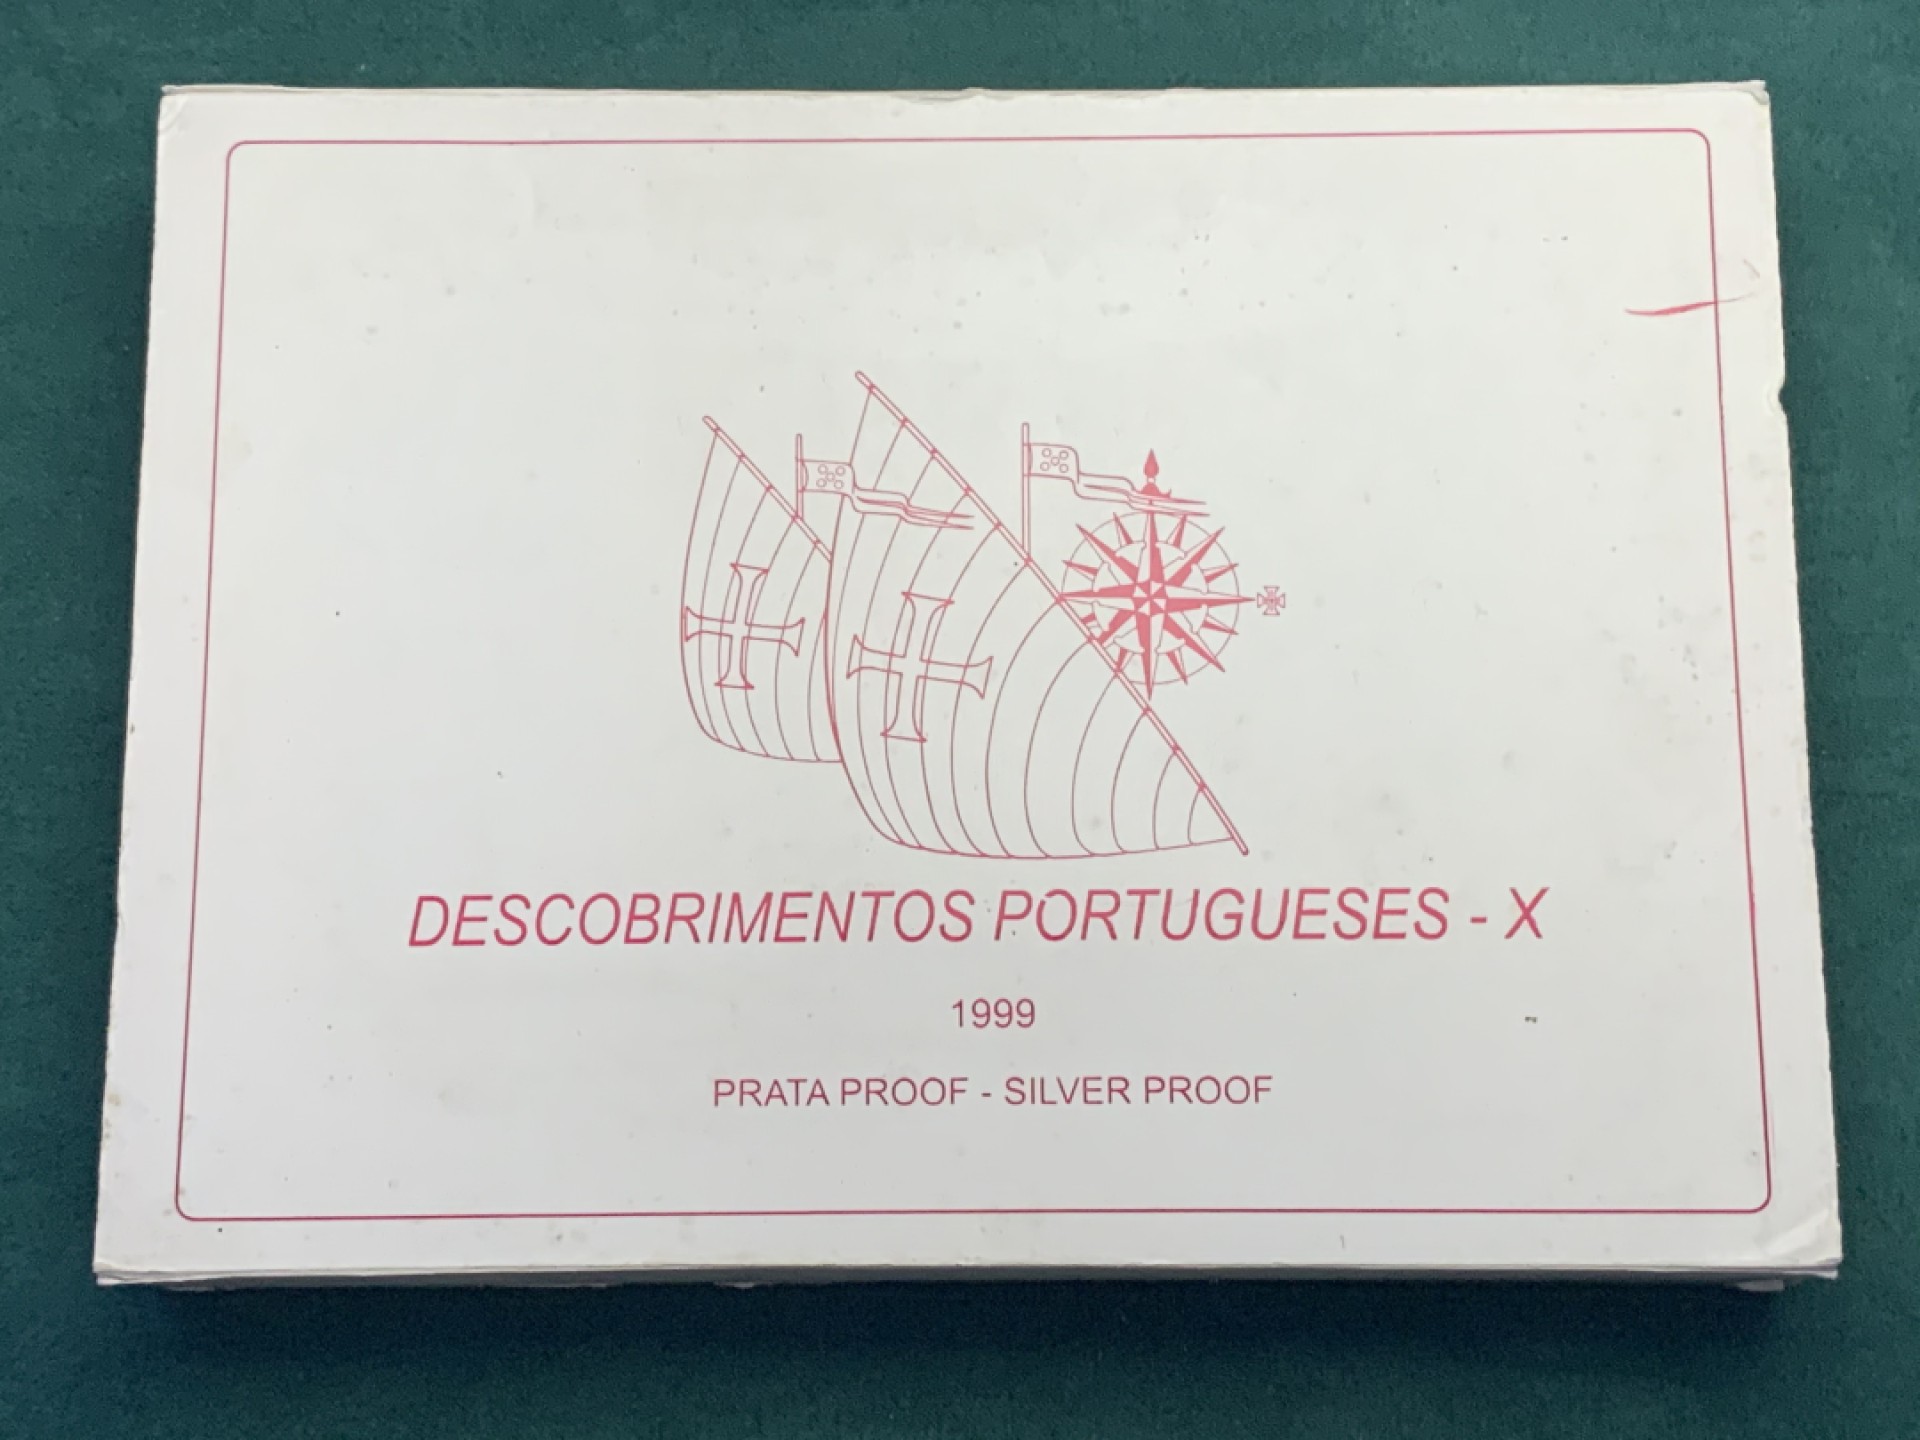 DESCOBRIMENTOS PORTUGUESES - X
1999
PRATA PROOF - SILVER PROOF